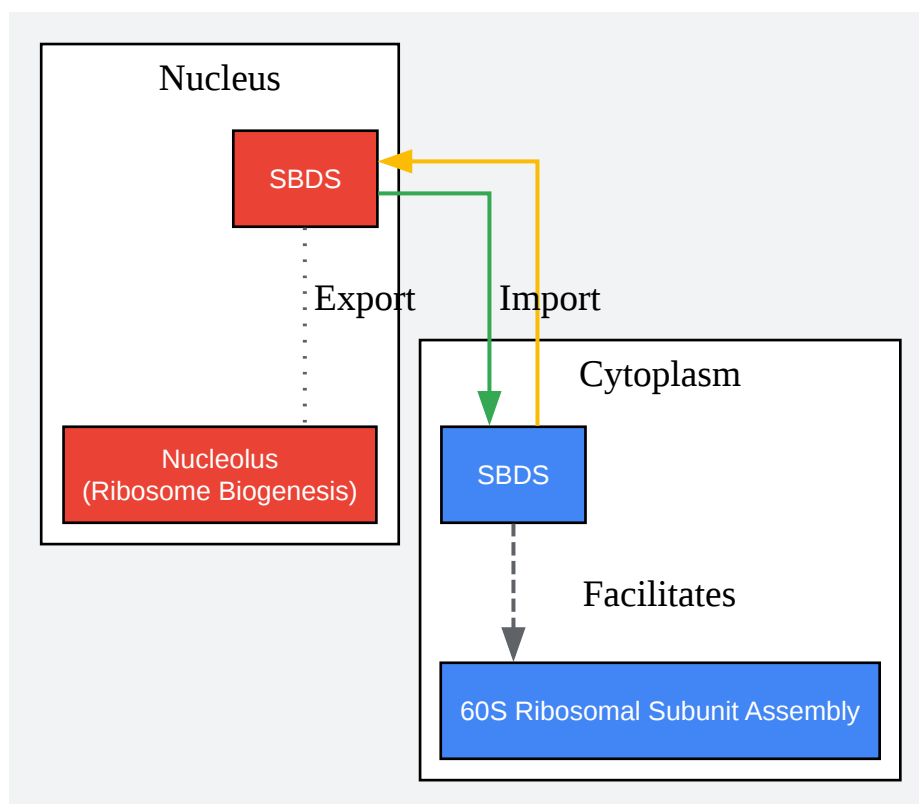 Nucleus
SBDS
Export
Import
Nucleolus
(Ribosome Biogenesis)
Cytoplasm
SBDS
Facilitates
60S Ribosomal Subunit Assembly